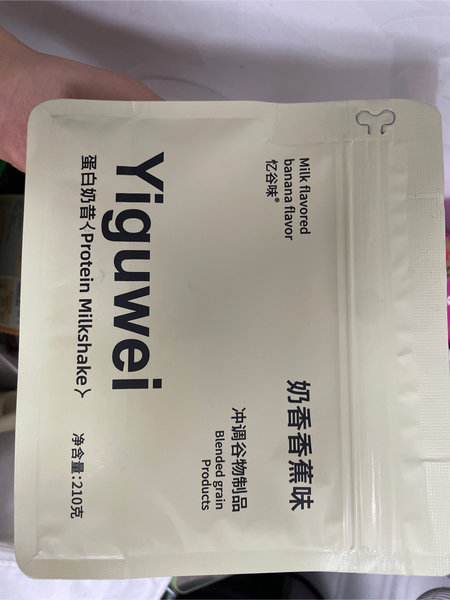 Milk flavored
banana flavor
忆谷味®
奶香香蕉味
冲调谷物制品
Blended grain
Products
Yiguwei
蛋白奶昔<Protein Milkshake>
净含量:210克